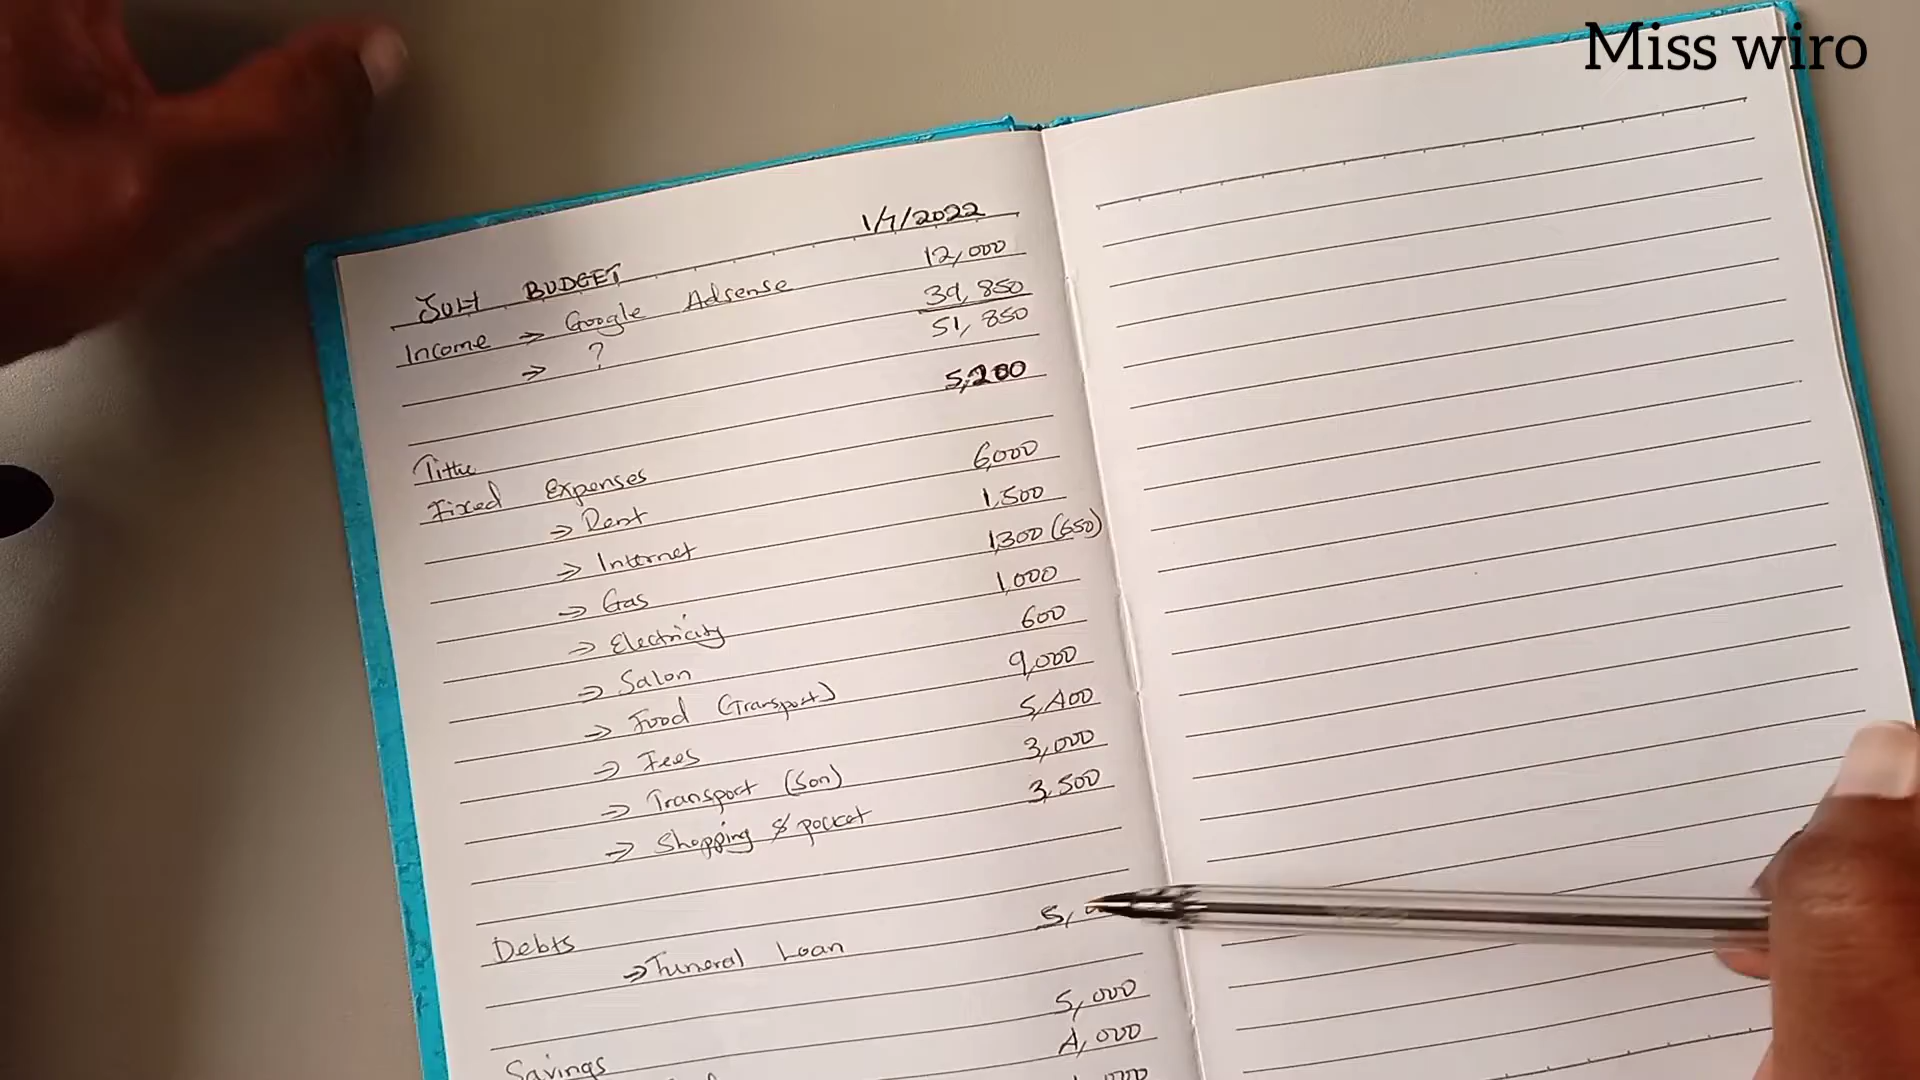 JULY BUDGET 1/7/2022
Income → Google Adsense 12,000
→ ? 39,850
51,850
Tithe 5,200
Fixed Expenses
→ Rent 6,000
→ Internet 1,500
→ Gas 1,300 (650)
→ Electricity 1,000
→ Salon 600
→ Food (Transport) 9,000
→ Fees 5,400
→ Transport (son) 3,000
→ Shopping & pocket 3,500
Debts
→ Funeral Loan
Savings
5,000
4,000
Miss wiro